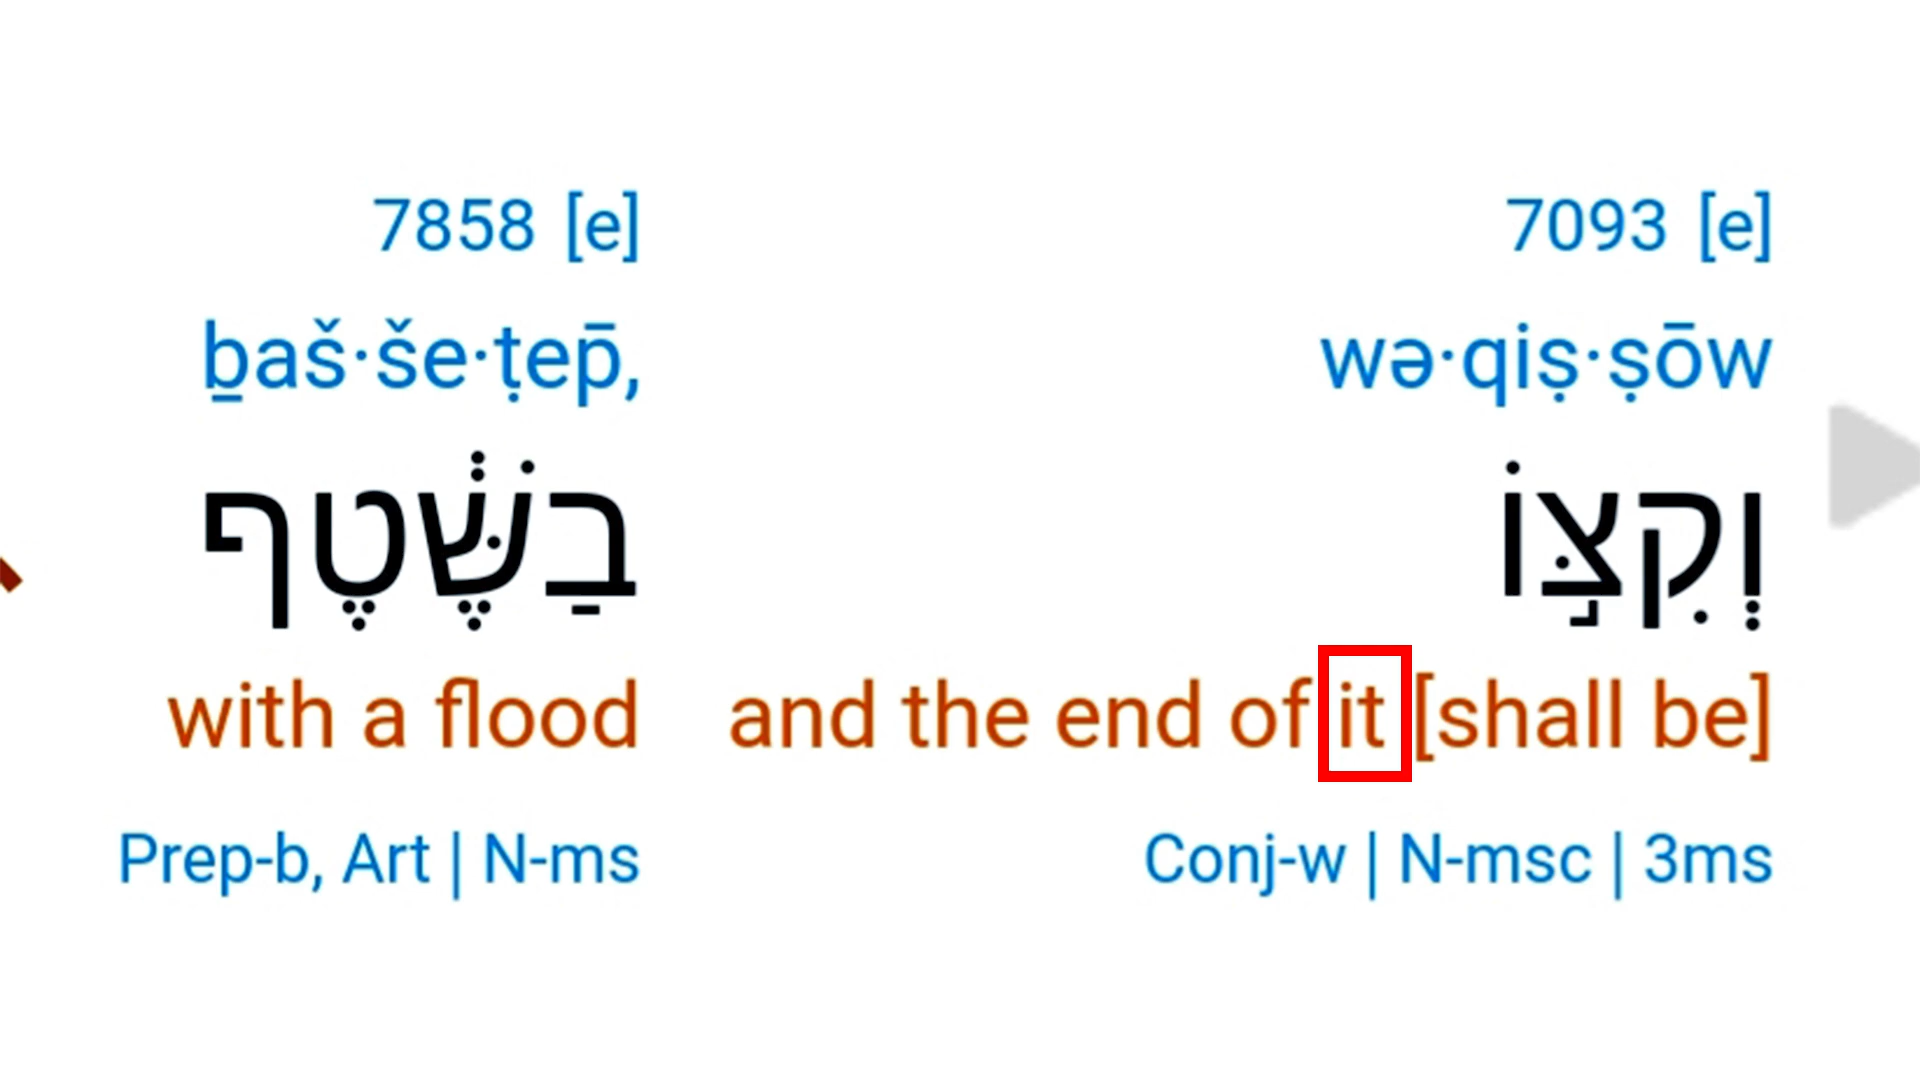 7858 [e] 7093 [e]
ḇaš·še·ṭep̄, wə·qiṣ·ṣōw
בַשֶּׁ֔טֶף וְקִצּ֣וֹ
with a flood and the end of it [shall be]
Prep-b, Art | N-ms Conj-w | N-msc | 3ms